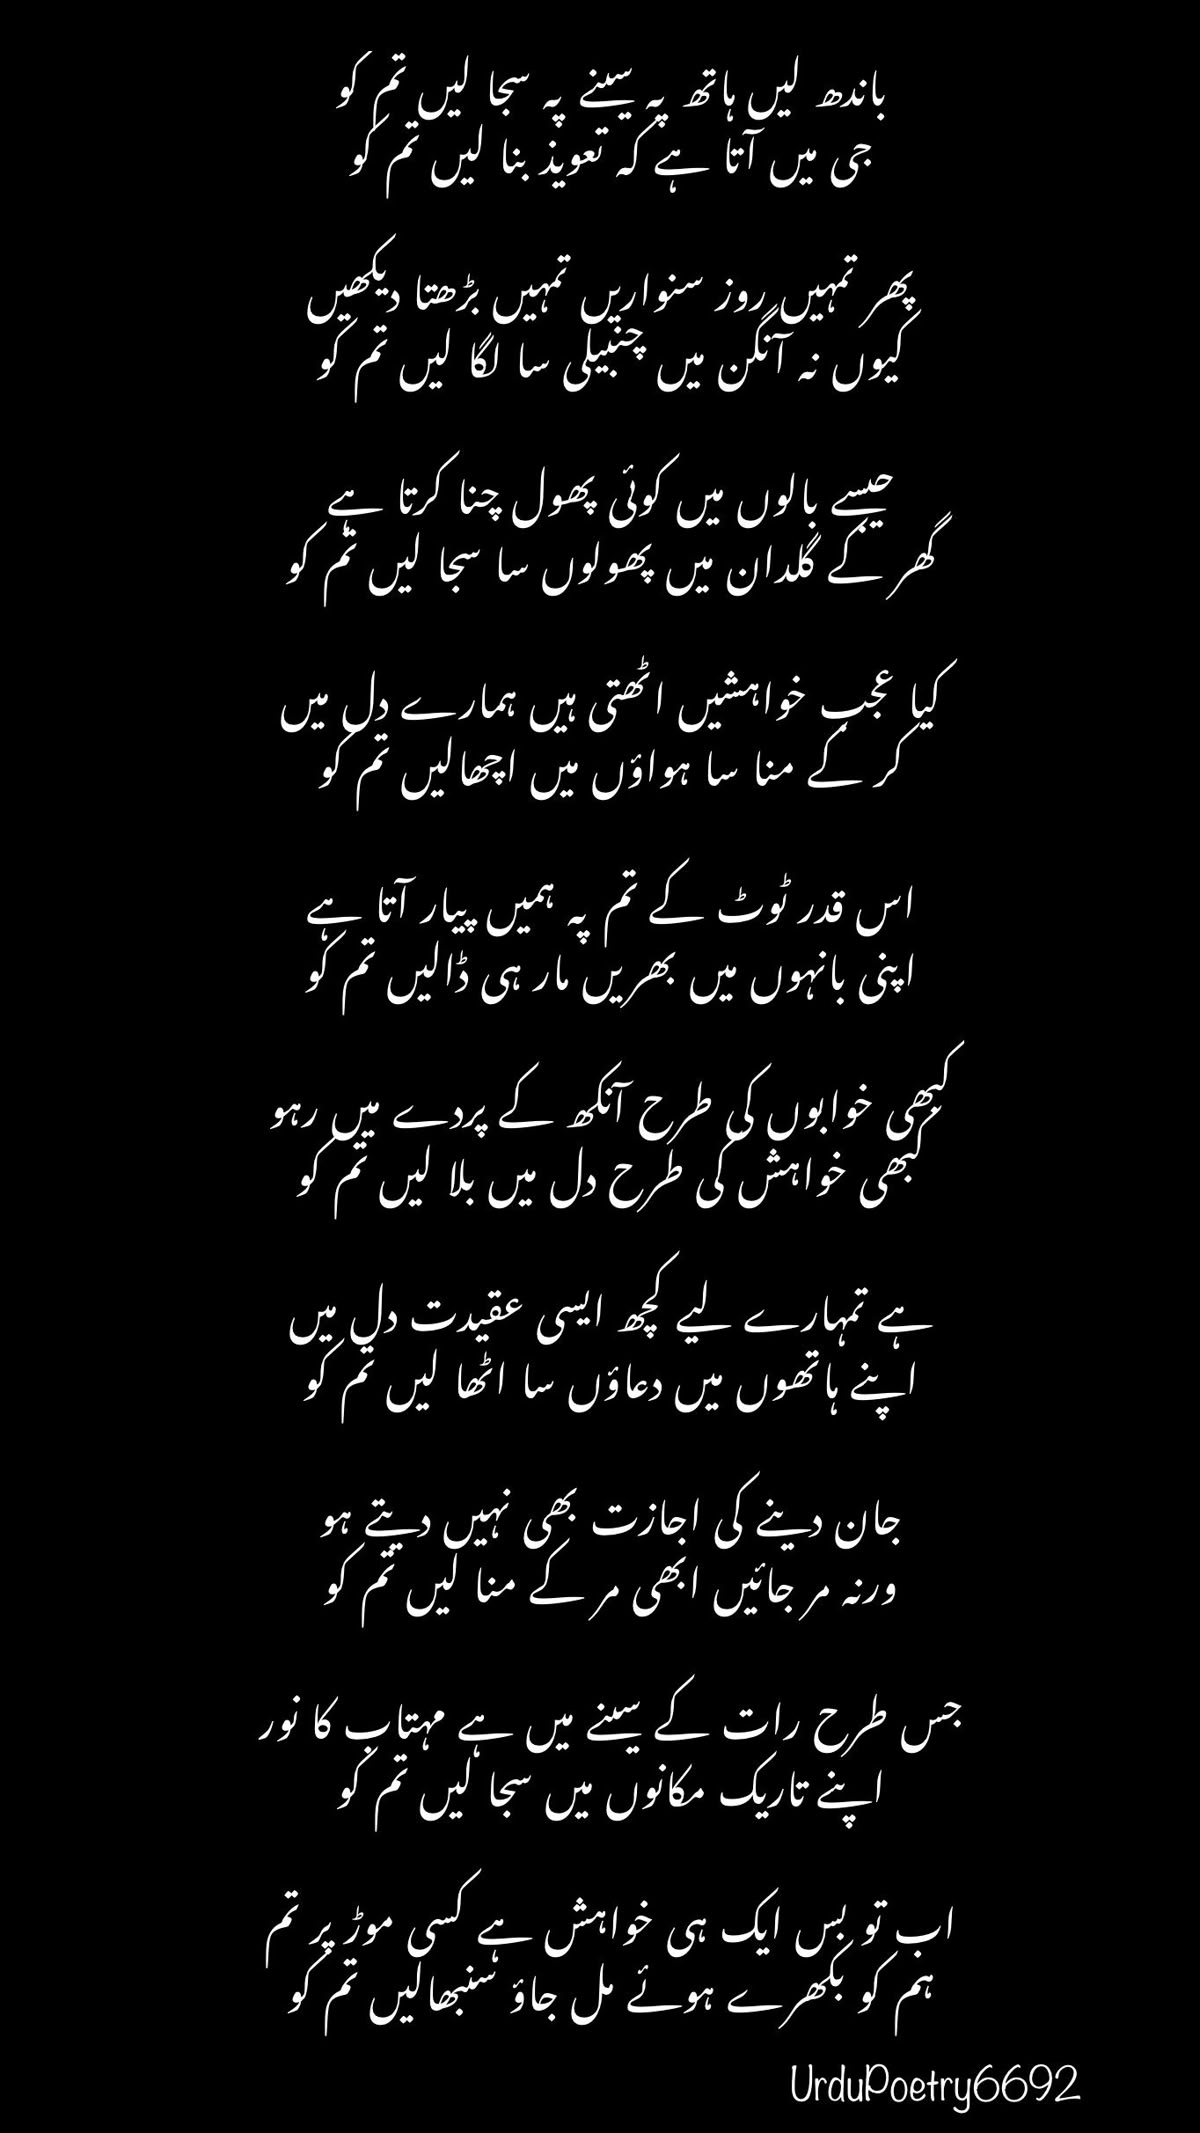 باندھ لیں ہاتھ پہ سینے پہ سجا لیں تم کو
جی میں آتا ہے کہ تعویذ بنا لیں تم کو
پھر تمہیں روز سنواریں تمہیں بڑھتا دیکھیں
کیوں نہ آنگن میں چنبیلی سا لگا لیں تم کو
جیسے بالوں میں کوئی پھول چنا کرتا ہے
گھر کے گلدان میں پھولوں سا سجا لیں تم کو
کیا عجب خواہشیں اٹھتی ہیں ہمارے دل میں
کر کے منا سا ہواؤں میں اچھالیں تم کو
اس قدر ٹوٹ کے تم پہ ہمیں پیار آتا ہے
اپنی بانہوں میں بھریں مار ہی ڈالیں تم کو
کبھی خوابوں کی طرح آنکھ کے پردے میں رہو
کبھی خواہش کی طرح دل میں بلا لیں تم کو
ہے تمہارے لیے کچھ ایسی عقیدت دل میں
اپنے ہاتھوں میں دعاؤں سا اٹھا لیں تم کو
جان دینے کی اجازت بھی نہیں دیتے ہو
ورنہ مر جائیں ابھی مر کے منا لیں تم کو
جس طرح رات کے سینے میں ہے مہتاب کا نور
اپنے تاریک مکانوں میں سجا لیں تم کو
اب تو بس ایک ہی خواہش ہے کسی موڑ پر تم
ہم کو بکھرے ہوئے مل جاؤ سنبھالیں تم کو
UrduPoetry6692